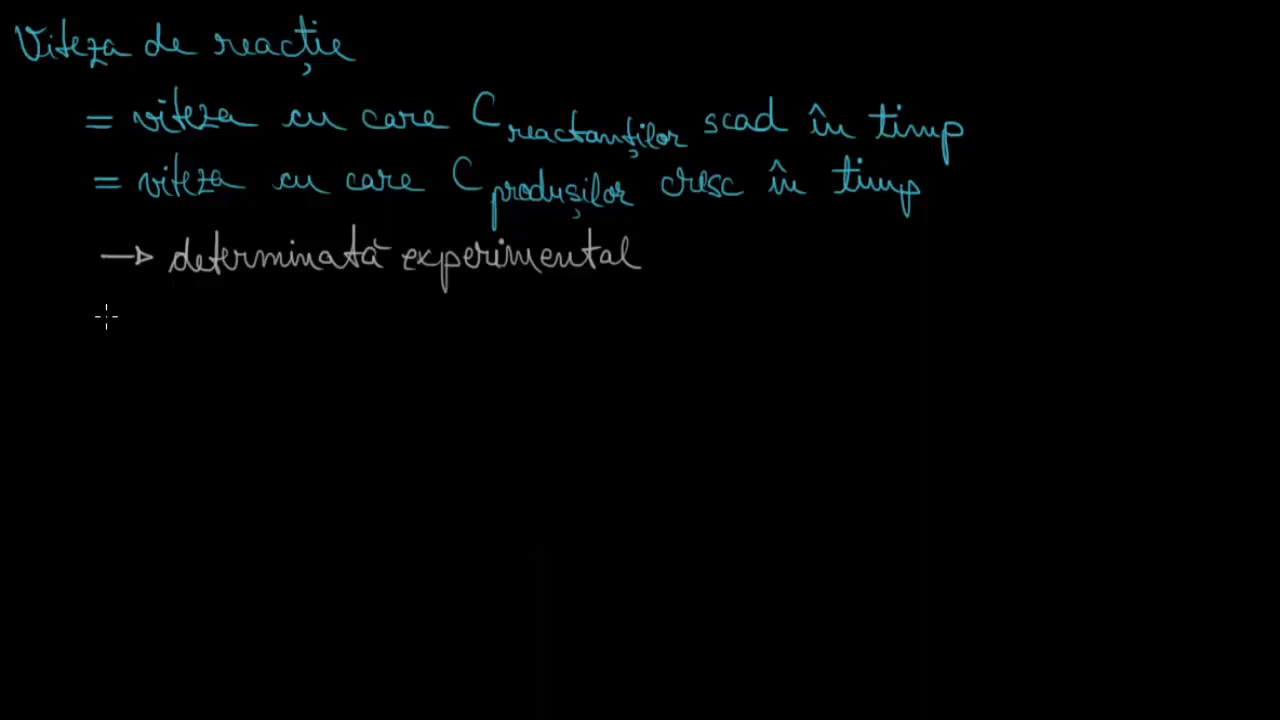 Viteza de reacție
= viteza cu care C reactanților scad în timp
= viteza cu care C produșilor cresc în timp
→ determinată experimental